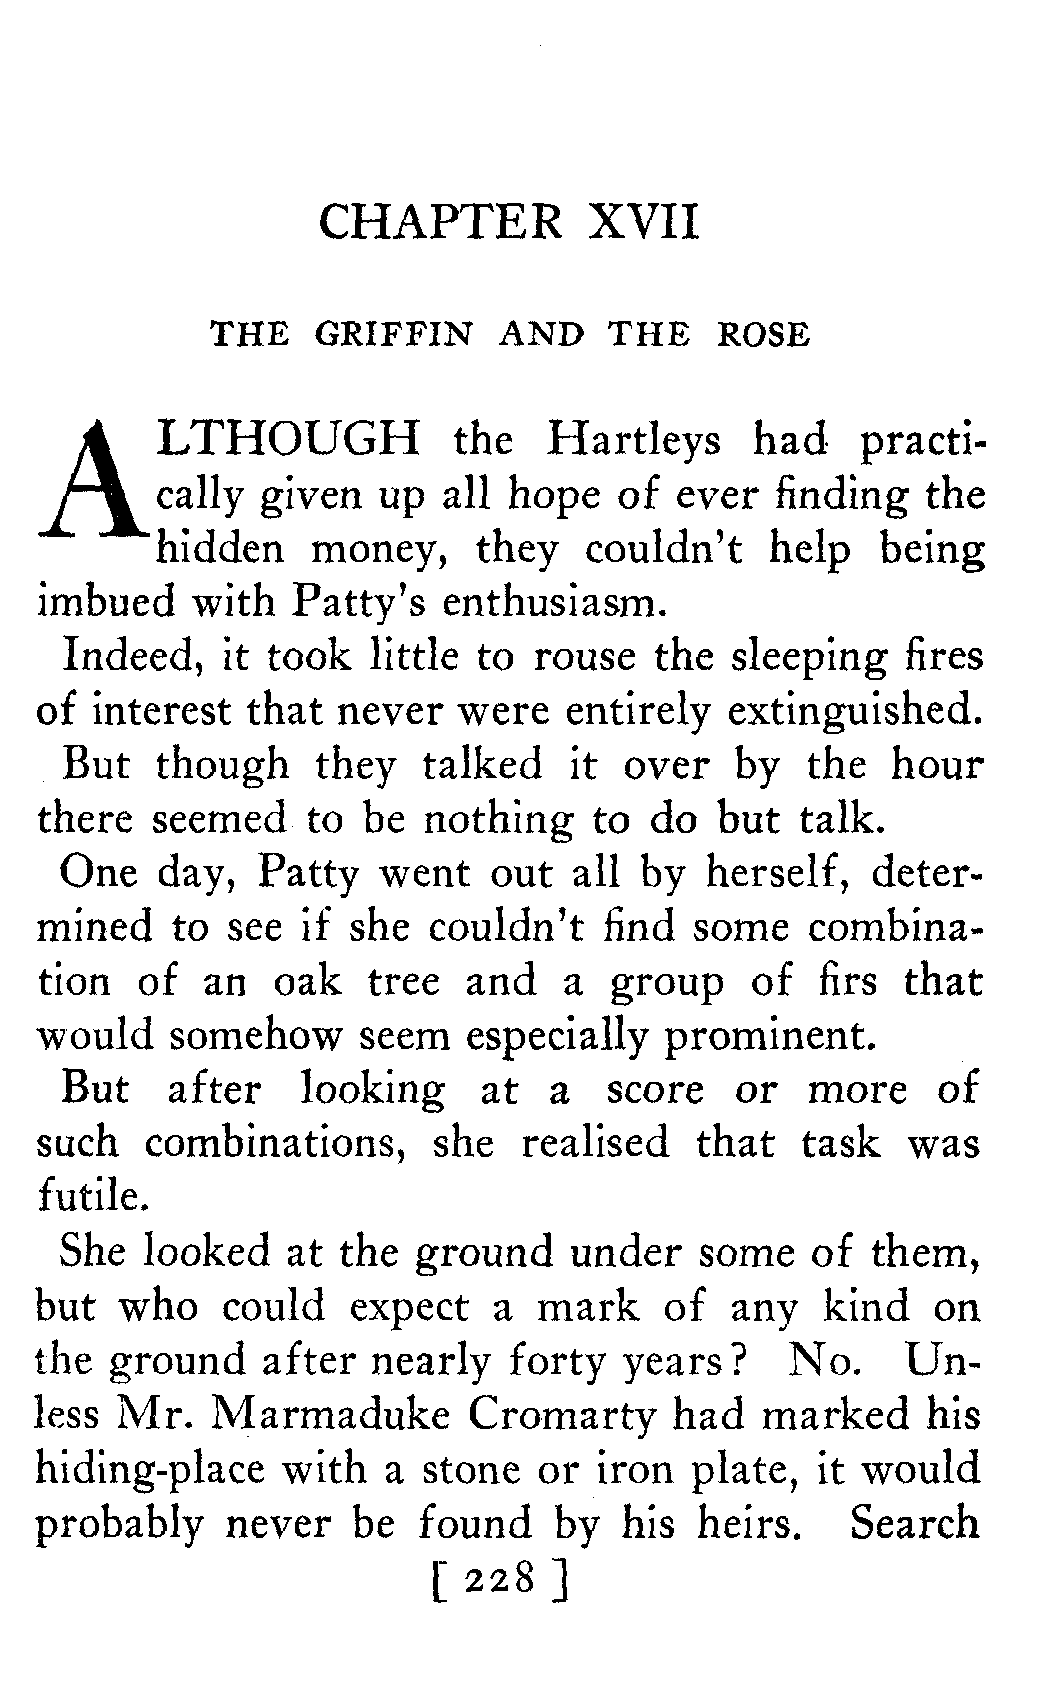 CHAPTER XVII
THE GRIFFIN AND THE ROSE
ALTHOUGH the Hartleys had practi-
cally given up all hope of ever finding the
hidden money, they couldn't help being
imbued with Patty's enthusiasm.
Indeed, it took little to rouse the sleeping fires
of interest that never were entirely extinguished.
But though they talked it over by the hour
there seemed to be nothing to do but talk.
One day, Patty went out all by herself, deter-
mined to see if she couldn't find some combina-
tion of an oak tree and a group of firs that
would somehow seem especially prominent.
But after looking at a score or more of
such combinations, she realised that task was
futile.
She looked at the ground under some of them,
but who could expect a mark of any kind on
the ground after nearly forty years? No. Un-
less Mr. Marmaduke Cromarty had marked his
hiding-place with a stone or iron plate, it would
probably never be found by his heirs. Search
[ 228 ]